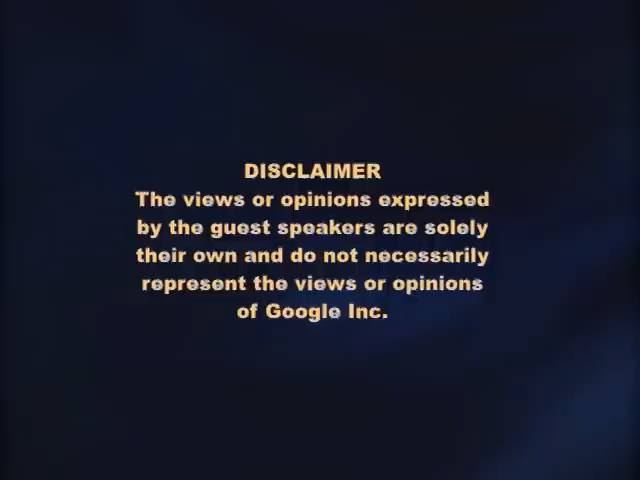 DISCLAIMER
The views or opinions expressed
by the guest speakers are solely
their own and do not necessarily
represent the views or opinions
of Google Inc.